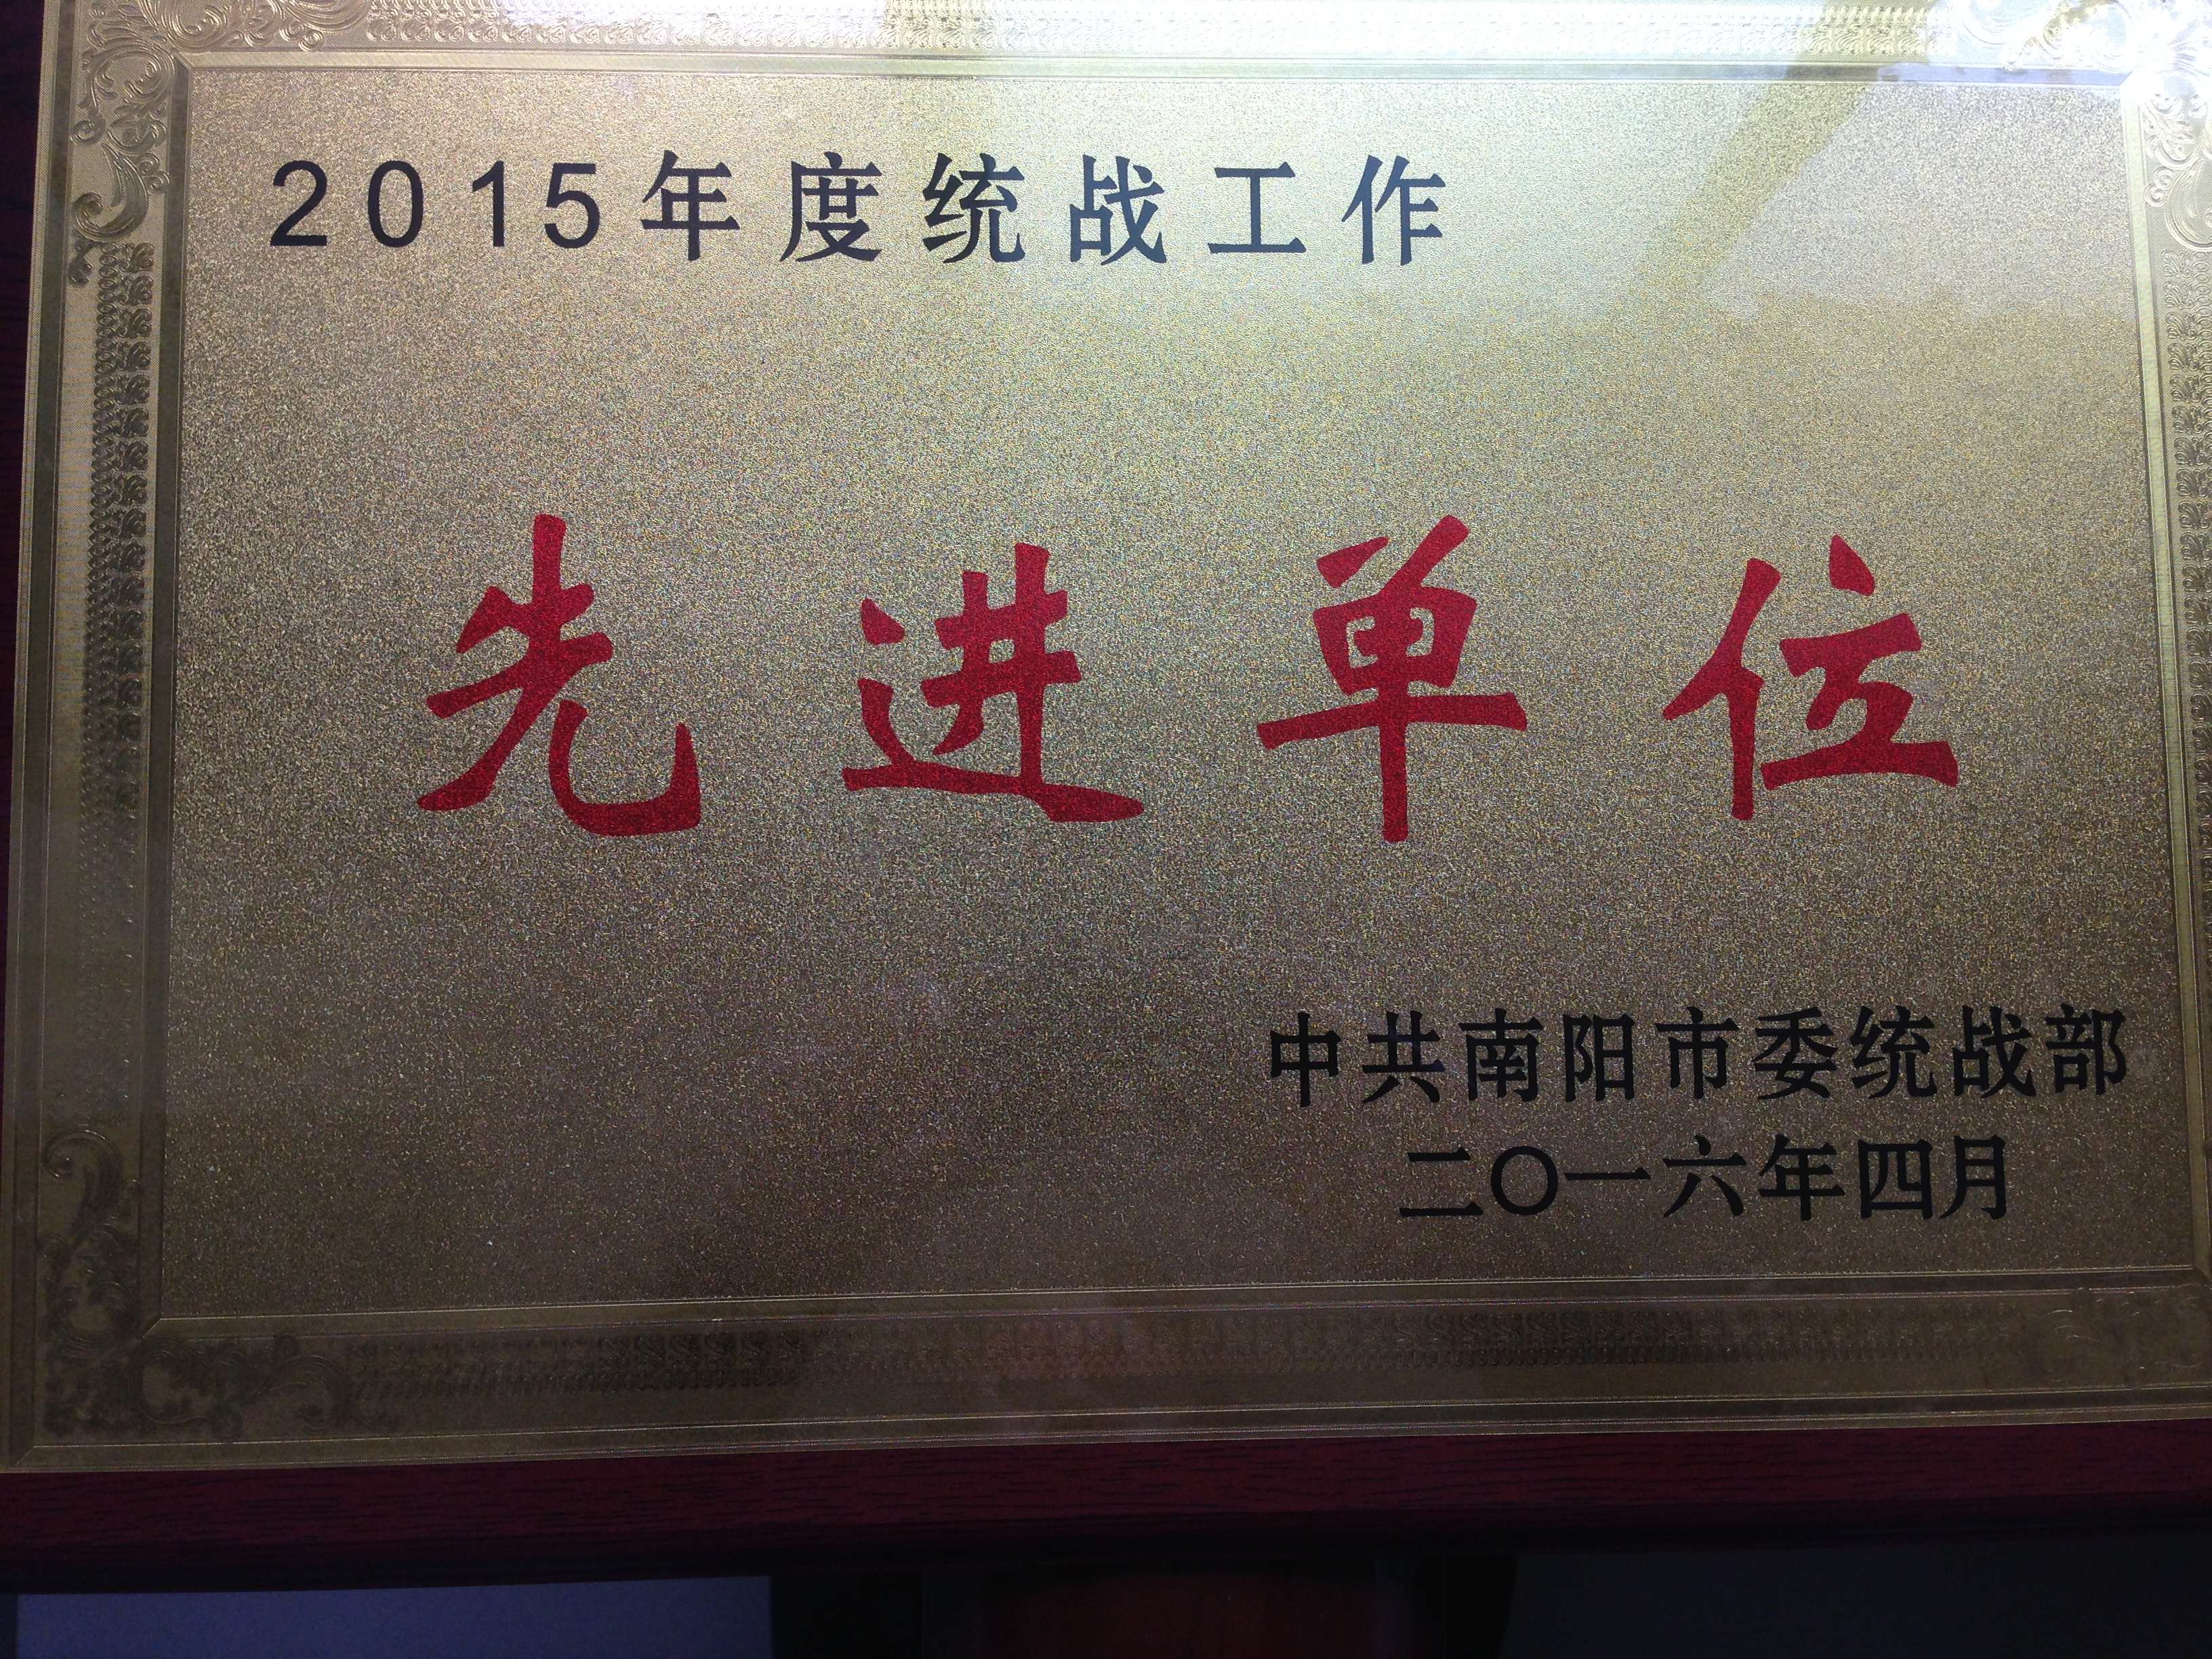 2015年度统战工作
先进单位
中共南阳市委统战部
二〇一六年四月